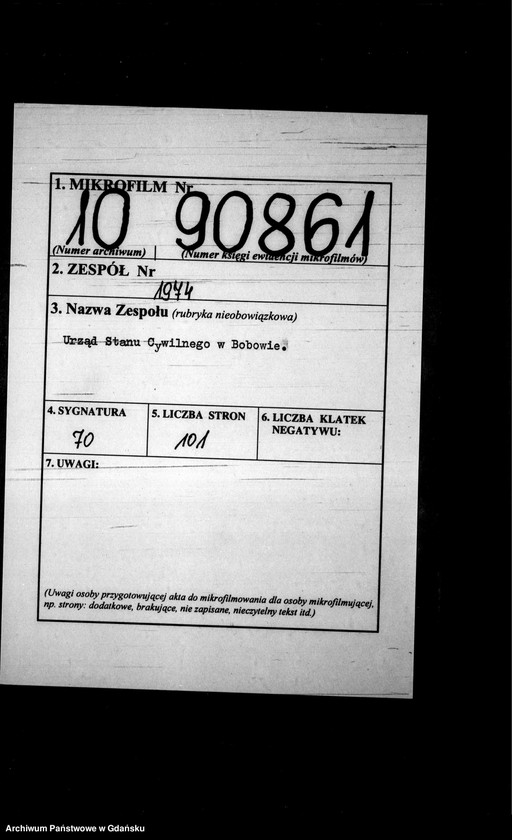 1. MIKROFILM Nr
10 90861
(Numer archiwum) (Numer księgi ewidencji mikrofilmów)
2. ZESPÓŁ Nr
1974
3. Nazwa Zespołu (rubryka nieobowiązkowa)
Urząd Stanu Cywilnego w Bobowie.
4. SYGNATURA
70
5. LICZBA STRON
101
6. LICZBA KLATEK
NEGATYWU:
7. UWAGI:
(Uwagi osoby przygotowującej akta do mikrofilmowania dla osoby mikrofilmującej,
np. strony: dodatkowe, brakujące, nie zapisane, nieczytelny tekst itd.)
Archiwum Państwowe w Gdańsku